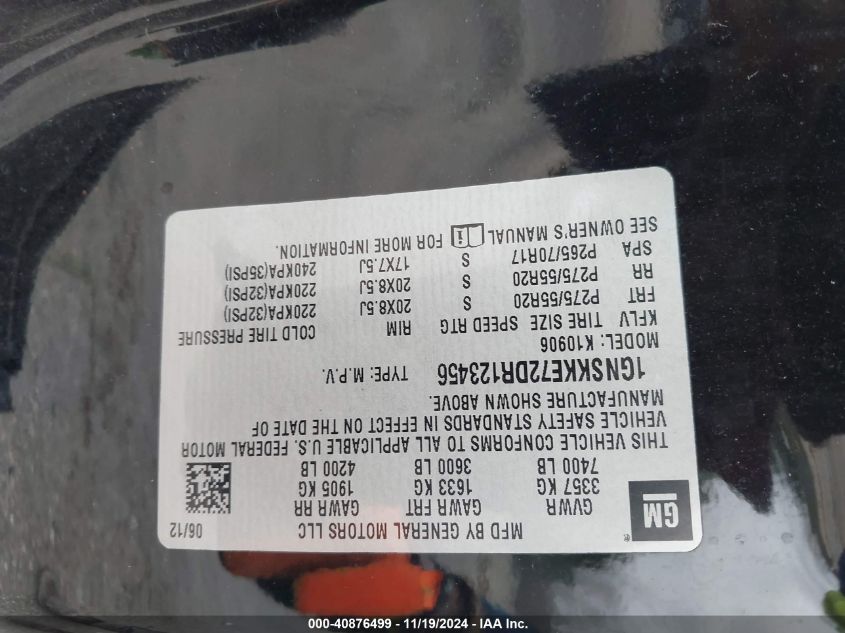 MFD BY GENERAL MOTORS LLC 06/12
GM ®
GVWR GAWR FRT GAWR RR
3357 KG 1633 KG 1905 KG
7400 LB 3600 LB 4200 LB
THIS VEHICLE CONFORMS TO ALL APPLICABLE U.S. FEDERAL MOTOR
VEHICLE SAFETY STANDARDS IN EFFECT ON THE DATE OF
MANUFACTURE SHOWN ABOVE.
1GNSKKE72DR123456 TYPE: M.P.V.
MODEL: K10906
KFLV TIRE SIZE SPEED RTG RIM COLD TIRE PRESSURE
FRT P275/55R20 S 20X8.5J 220KPA(32PSI)
RR P275/55R20 S 20X8.5J 220KPA(32PSI)
SPA P265/70R17 S 17X7.5J 240KPA(35PSI)
SEE OWNER'S MANUAL FOR MORE INFORMATION.
000-40876499 - 11/19/2024 - IAA Inc.